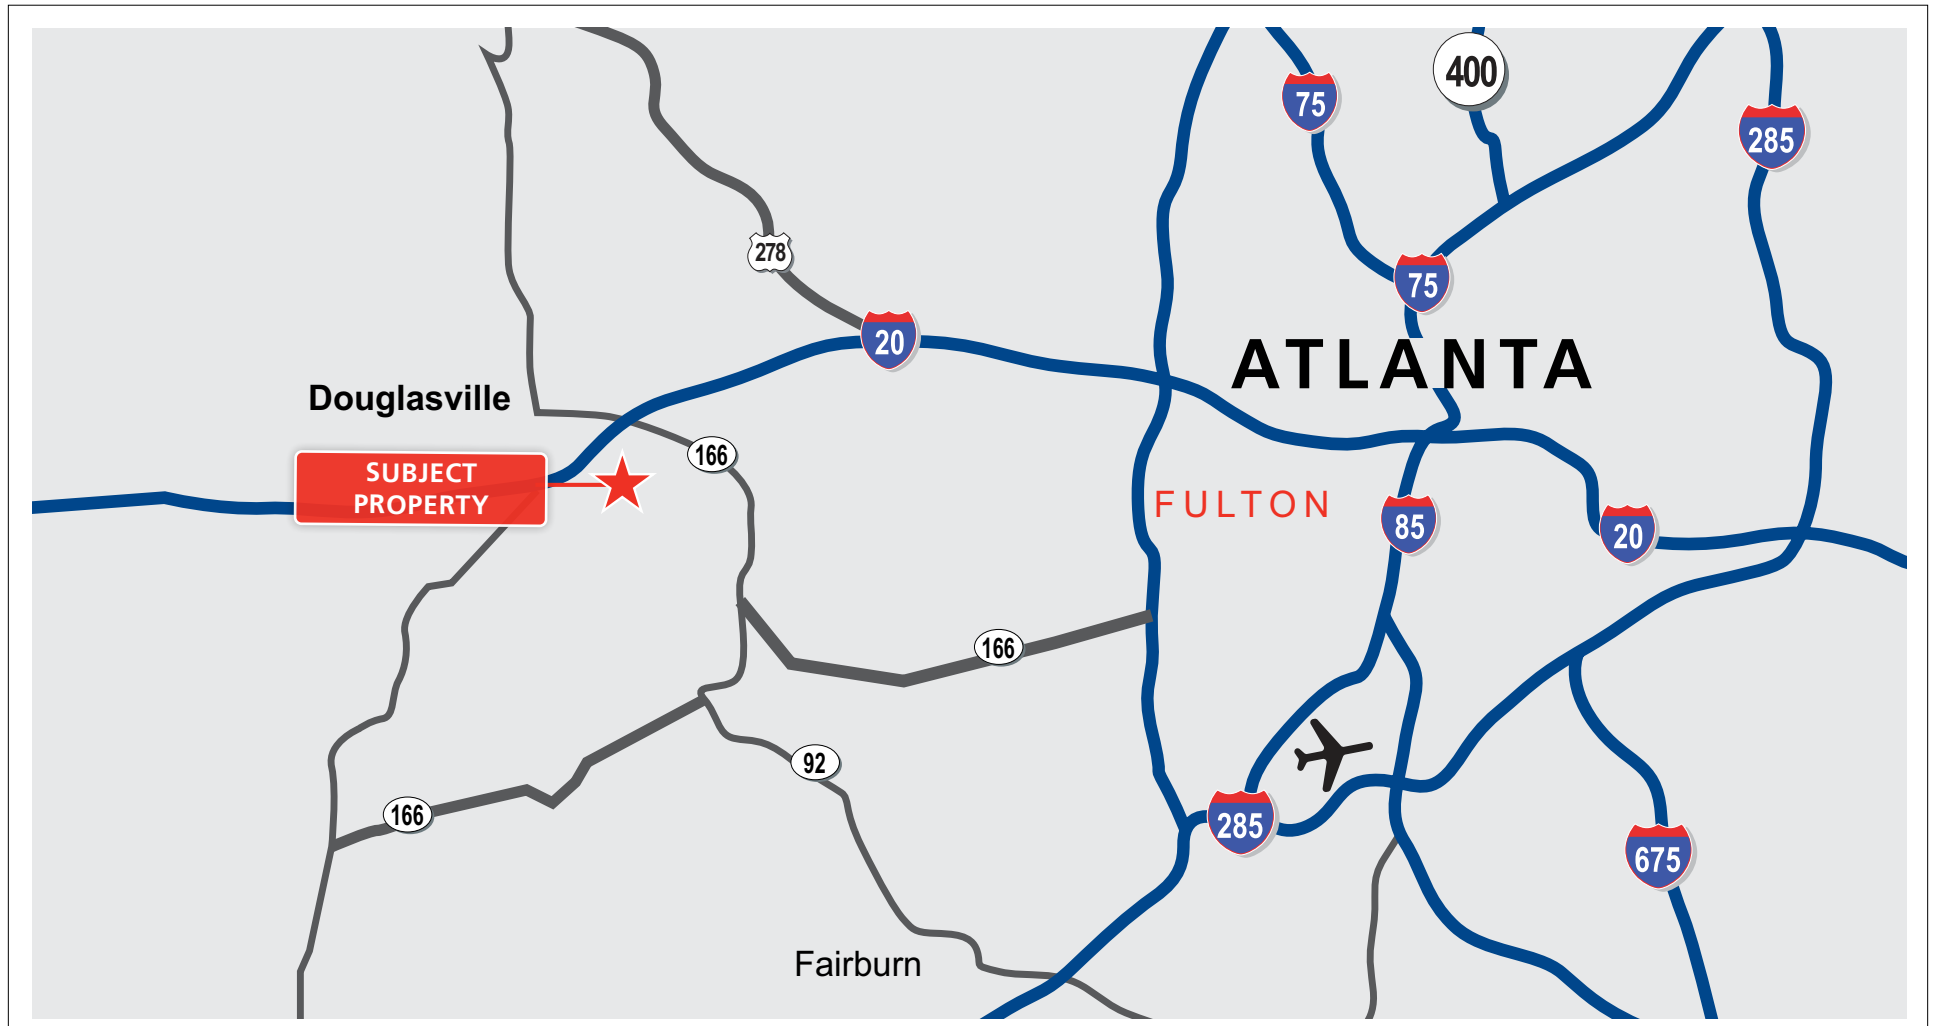 400
75
285
278
75
20
ATLANTA
Douglasville
166
SUBJECT
PROPERTY
FULTON
85
20
166
92
166
285
675
Fairburn